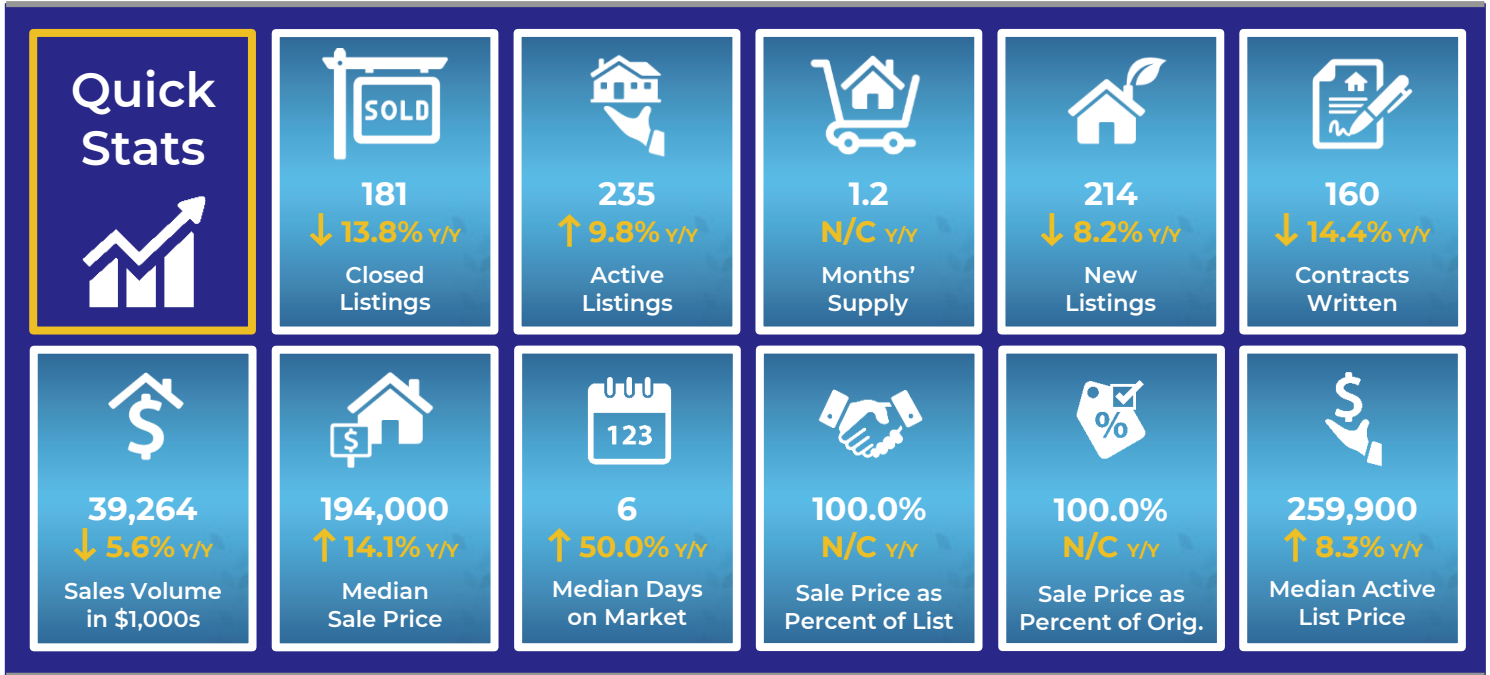 Quick
Stats
SOLD
181
↓ 13.8% Y/Y
Closed
Listings
235
↑ 9.8% Y/Y
Active
Listings
1.2
N/C Y/Y
Months’
Supply
214
↓ 8.2% Y/Y
New
Listings
160
↓ 14.4% Y/Y
Contracts
Written
$
39,264
↓ 5.6% Y/Y
Sales Volume
in $1,000s
$
194,000
↑ 14.1% Y/Y
Median
Sale Price
123
6
↑ 50.0% Y/Y
Median Days
on Market
100.0%
N/C Y/Y
Sale Price as
Percent of List
%
100.0%
N/C Y/Y
Sale Price as
Percent of Orig.
$
259,900
↑ 8.3% Y/Y
Median Active
List Price